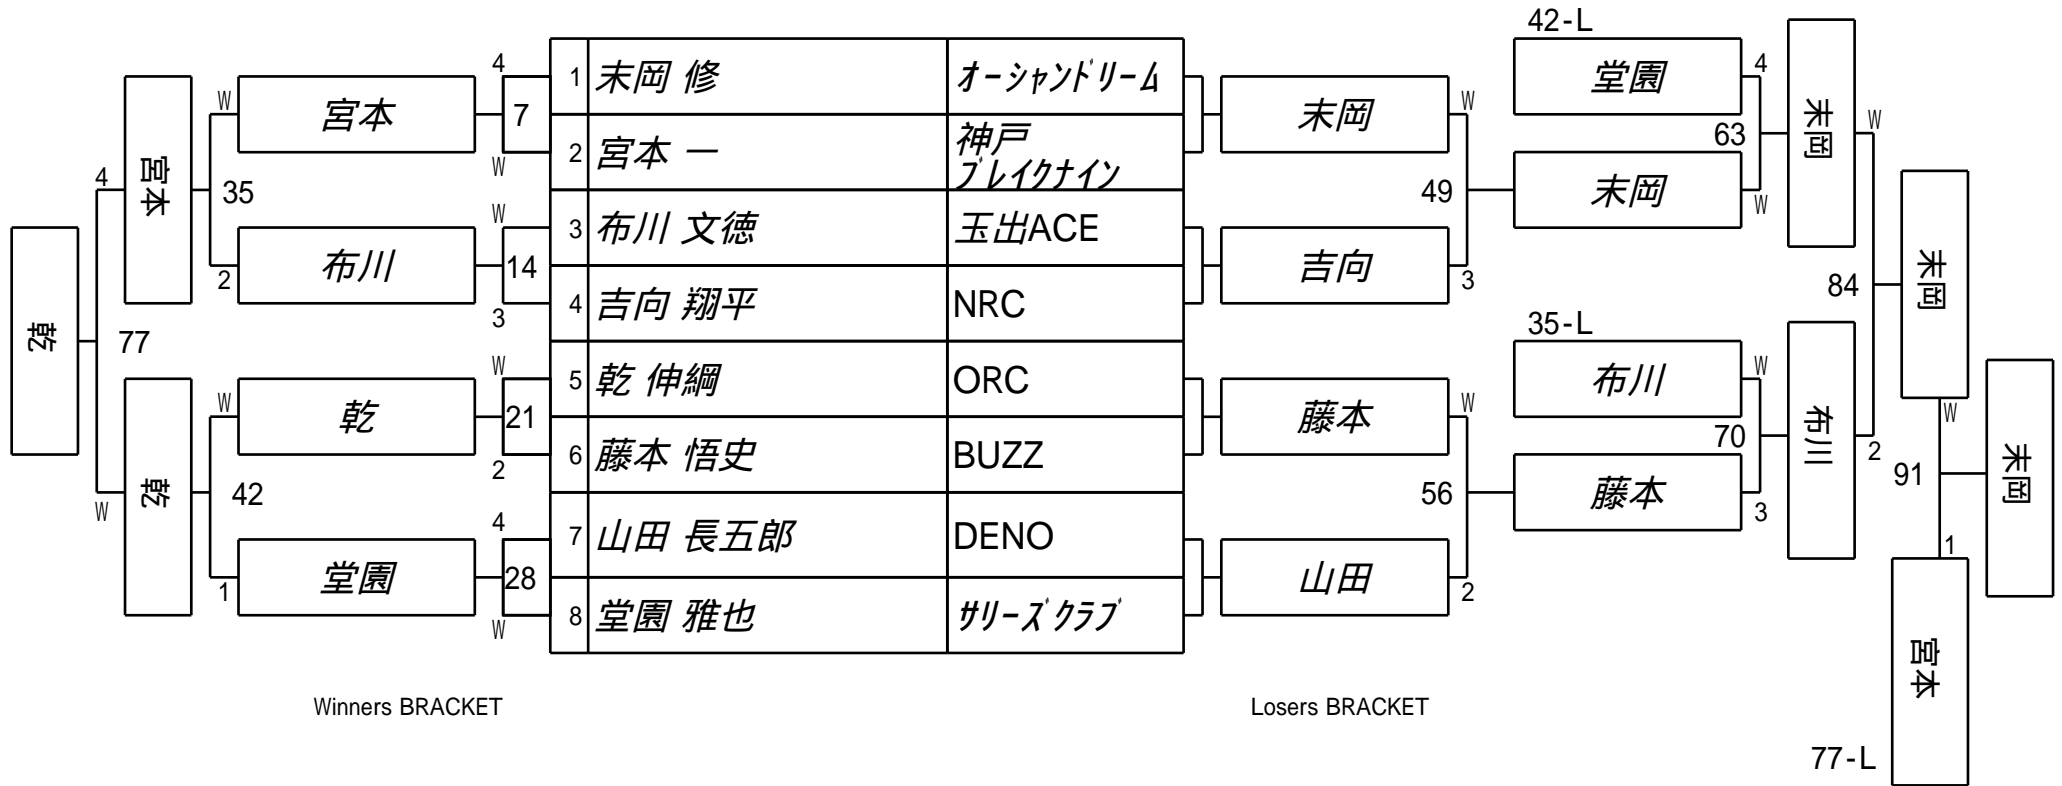 42-L
4
1 末岡 修 オーシャンドリーム
堂園
4
W
宮本
7
末岡
W
末岡
W
2 宮本 一 神戸
ブレイクナイン
W
63
4
宮本
35
49
末岡
W
W
3 布川 文徳 玉出ACE
2
布川
14
吉向
3
末岡
4 吉向 翔平 NRC
3
84
乾
77
35-L
W
5 乾 伸綱 ORC
布川
W
W
乾
21
藤本
W
布川
2
6 藤本 悟史 BUZZ
2
70
91
末岡
W
W
乾
42
56
藤本
3
4
7 山田 長五郎 DENO
1
1
堂園
28
山田
2
8 堂園 雅也 サリーズクラブ
W
宮本
Winners BRACKET
Losers BRACKET
77-L